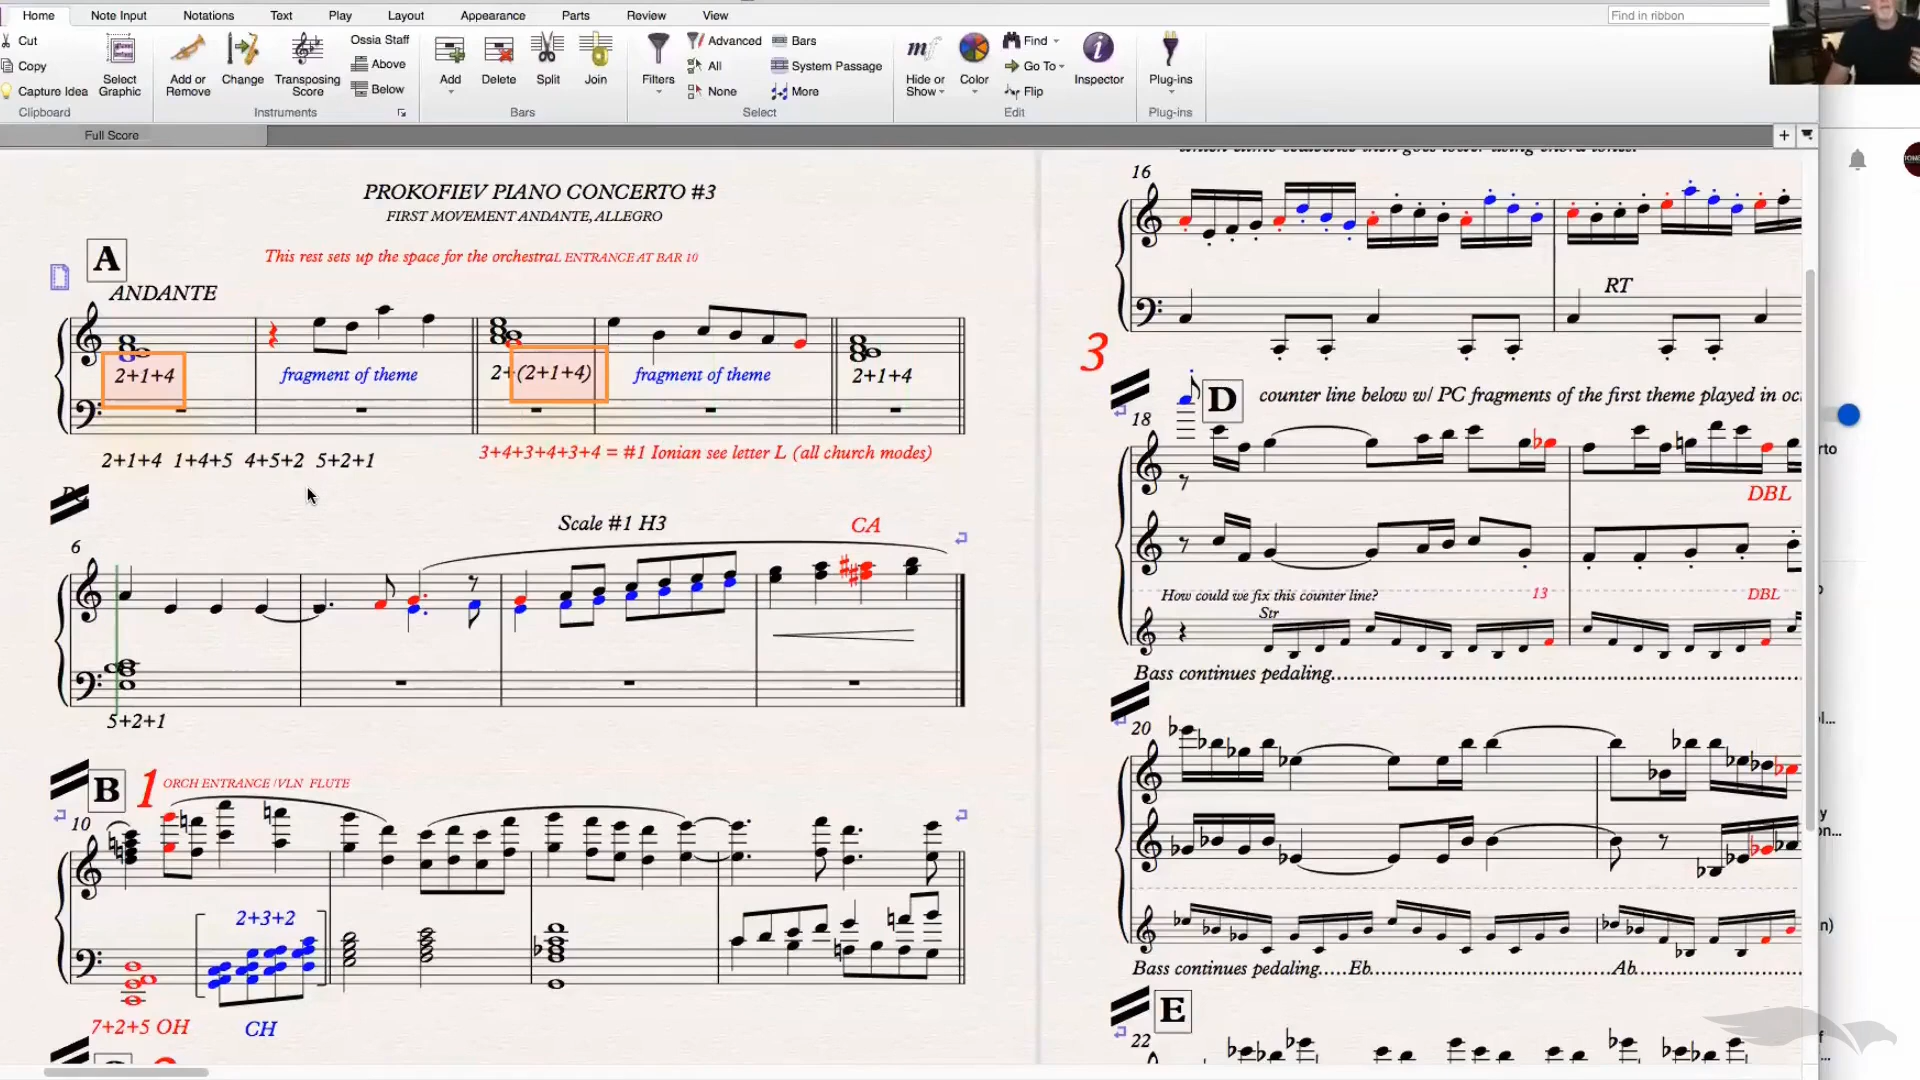 Home Note Input Notations Text Play Layout Appearance Parts Review View
Find in ribbon
Cut
Copy
Capture Idea
Select Graphic
Clipboard
Add or Remove
Change
Transposing Score
Ossia Staff
Above
Below
Instruments
Add
Delete
Split
Join
Bars
Filters
Advanced
All
None
Bars
System Passage
More
Select
Hide or Show
Color
Find
Go To
Flip
Inspector
Edit
Plug-ins
Plug-ins
Full Score
PROKOFIEV PIANO CONCERTO #3
FIRST MOVEMENT ANDANTE, ALLEGRO
A
This rest sets up the space for the orchestraL ENTRANCE AT BAR 10
ANDANTE
2+1+4
fragment of theme
2+(2+1+4)
fragment of theme
2+1+4
2+1+4 1+4+5 4+5+2 5+2+1
3+4+3+4+3+4 = #1 Ionian see letter L (all church modes)
6
Scale #1 H3
CA
5+2+1
B
1
ORCH ENTRANCE /VLN FLUTE
10
2+3+2
7+2+5 OH
CH
16
RT
3
D
counter line below w/ PC fragments of the first theme played in
18
DBL
How could we fix this counter line?
13
DBL
Str
Bass continues pedaling
20
Bass continues pedaling.....Eb
Ab
E
22